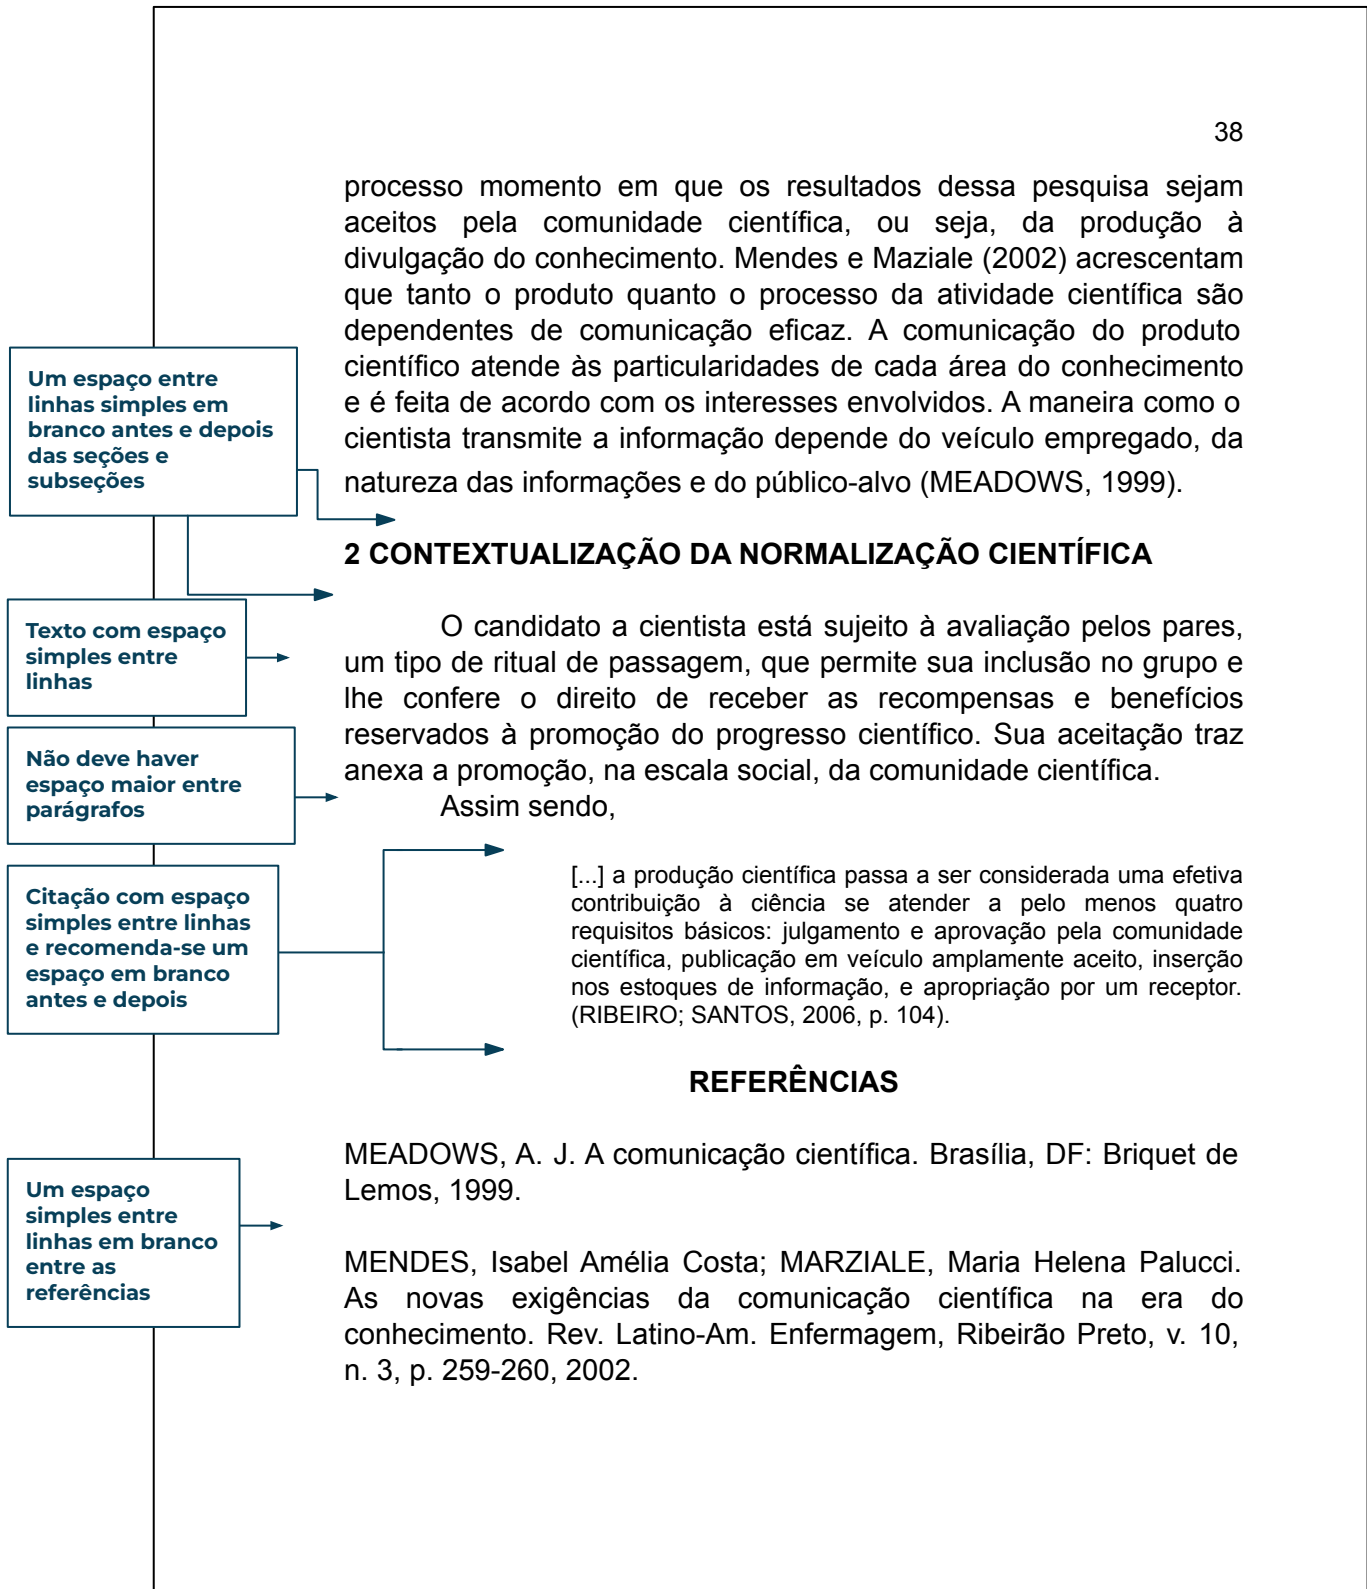 38
processo momento em que os resultados dessa pesquisa sejam
aceitos pela comunidade científica, ou seja, da produção à
divulgação do conhecimento. Mendes e Maziale (2002) acrescentam
que tanto o produto quanto o processo da atividade científica são
dependentes de comunicação eficaz. A comunicação do produto
científico atende às particularidades de cada área do conhecimento
e é feita de acordo com os interesses envolvidos. A maneira como o
cientista transmite a informação depende do veículo empregado, da
natureza das informações e do público-alvo (MEADOWS, 1999).
Um espaço entre
linhas simples em
branco antes e depois
das seções e
subseções
2 CONTEXTUALIZAÇÃO DA NORMALIZAÇÃO CIENTÍFICA
Texto com espaço
simples entre
linhas
O candidato a cientista está sujeito à avaliação pelos pares,
um tipo de ritual de passagem, que permite sua inclusão no grupo e
lhe confere o direito de receber as recompensas e benefícios
reservados à promoção do progresso científico. Sua aceitação traz
anexa a promoção, na escala social, da comunidade científica.
Não deve haver
espaço maior entre
parágrafos
Assim sendo,
Citação com espaço
simples entre linhas
e recomenda-se um
espaço em branco
antes e depois
[...] a produção científica passa a ser considerada uma efetiva
contribuição à ciência se atender a pelo menos quatro
requisitos básicos: julgamento e aprovação pela comunidade
científica, publicação em veículo amplamente aceito, inserção
nos estoques de informação, e apropriação por um receptor.
(RIBEIRO; SANTOS, 2006, p. 104).
REFERÊNCIAS
MEADOWS, A. J. A comunicação científica. Brasília, DF: Briquet de
Lemos, 1999.
Um espaço
simples entre
linhas em branco
entre as
referências
MENDES, Isabel Amélia Costa; MARZIALE, Maria Helena Palucci.
As novas exigências da comunicação científica na era do
conhecimento. Rev. Latino-Am. Enfermagem, Ribeirão Preto, v. 10,
n. 3, p. 259-260, 2002.